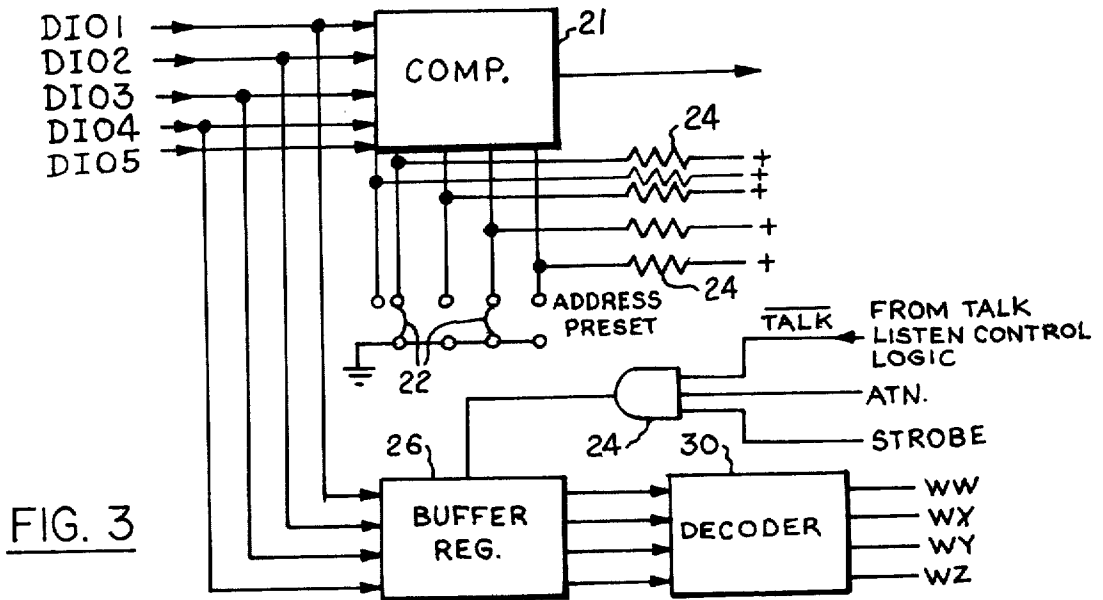 DIO1
DIO2
DIO3
DIO4
DIO5
COMP.
21
24
+
+
+
+
+
24
ADDRESS
PRESET
22
TALK
FROM TALK
LISTEN CONTROL
LOGIC
ATN.
STROBE
24
26
30
BUFFER
REG.
DECODER
WW
WX
WY
WZ
FIG. 3